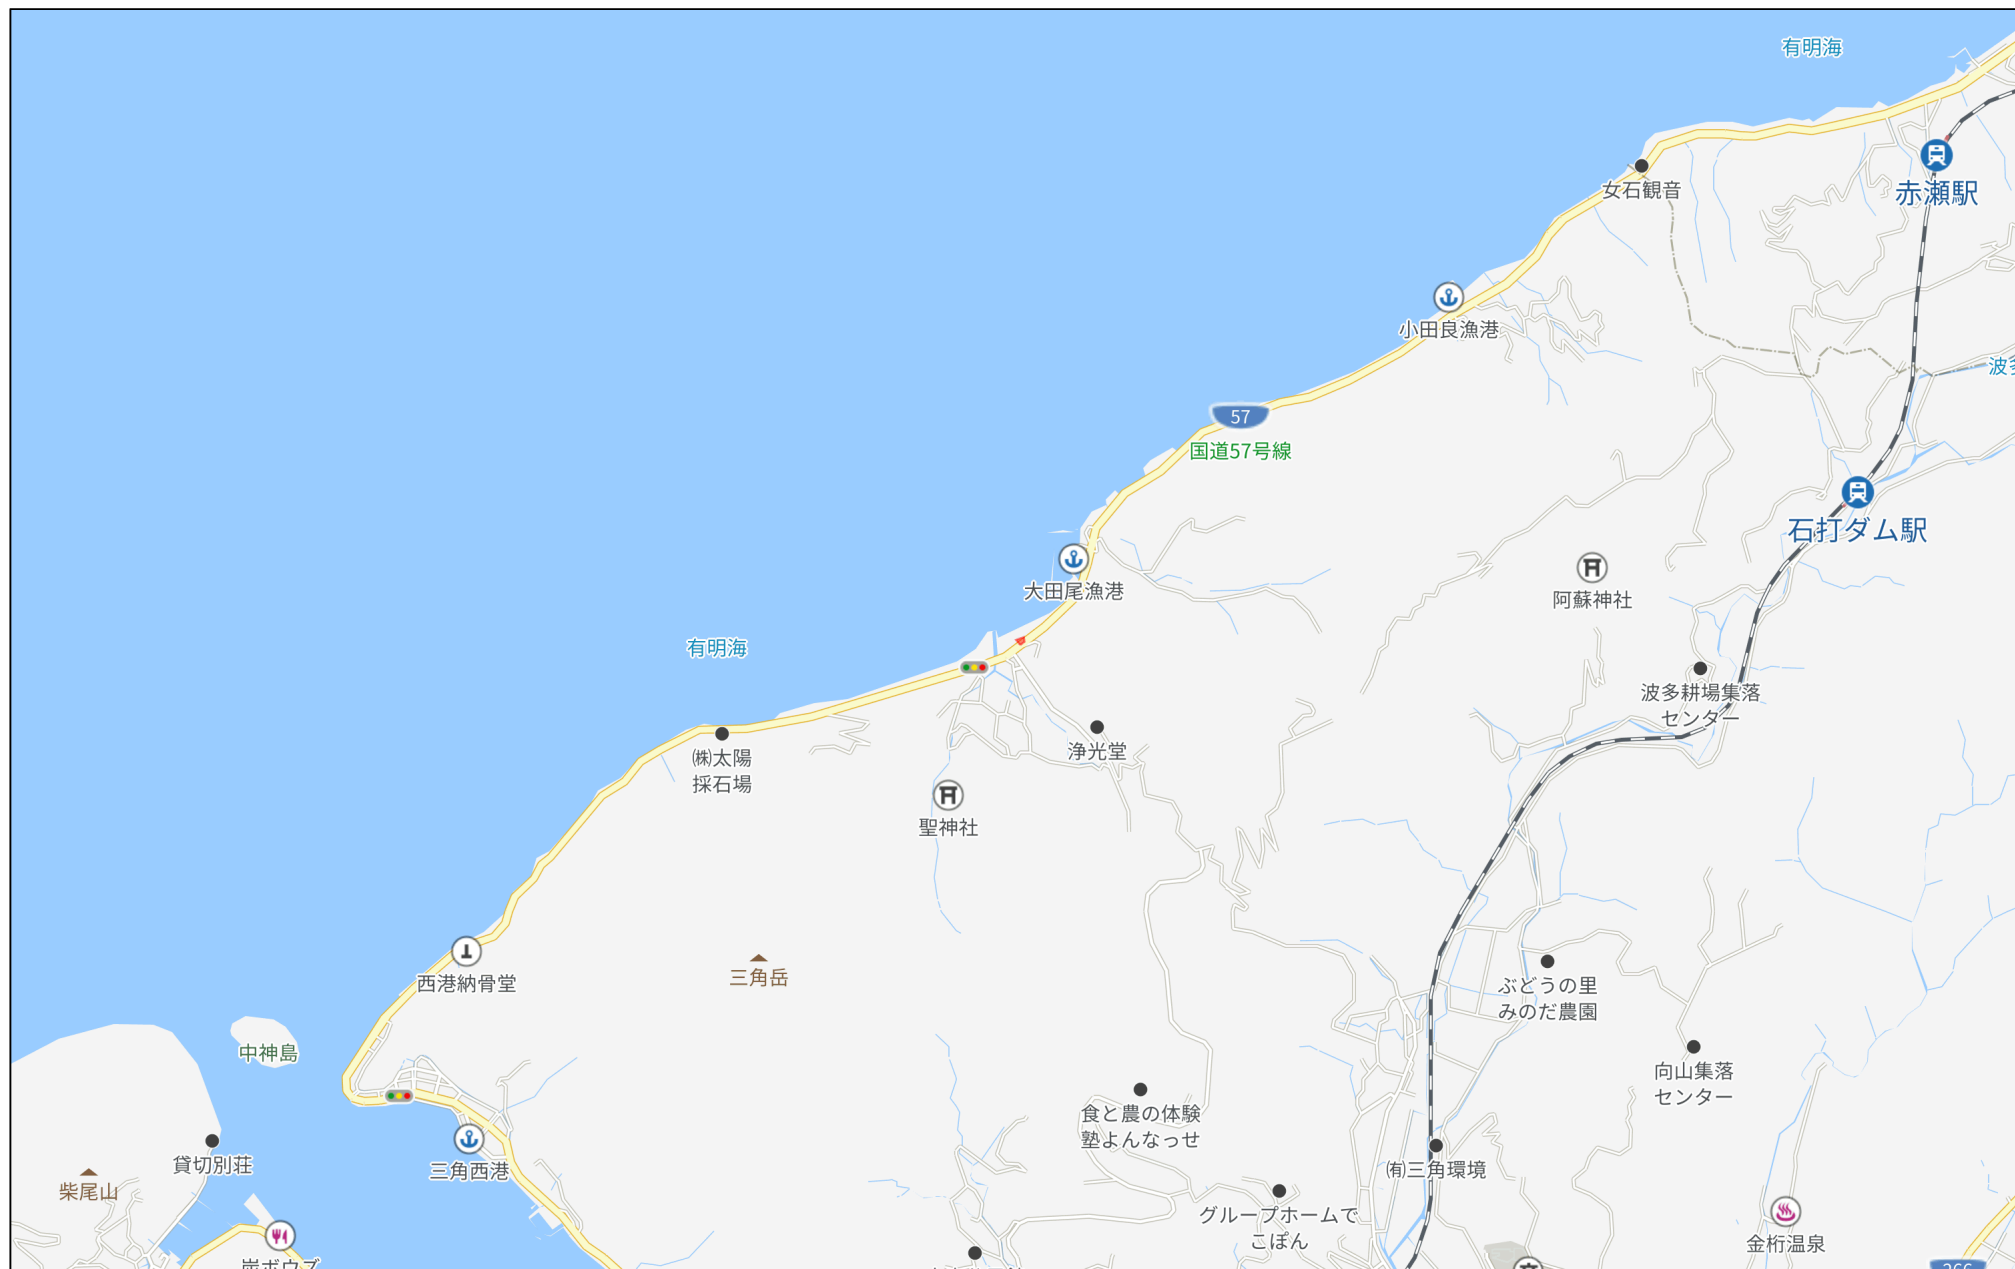 有明海
女石観音
赤瀬駅
小田良漁港
57
国道57号線
石打ダム駅
大田尾漁港
阿蘇神社
有明海
波多耕場集落
センター
㈱太陽
採石場
浄光堂
聖神社
西港納骨堂
三角岳
ぶどうの里
みのだ農園
中神島
向山集落
センター
食と農の体験
塾よんなっせ
貸切別荘
三角西港
㈲三角環境
柴尾山
グループホームで
こぽん
金桁温泉
266